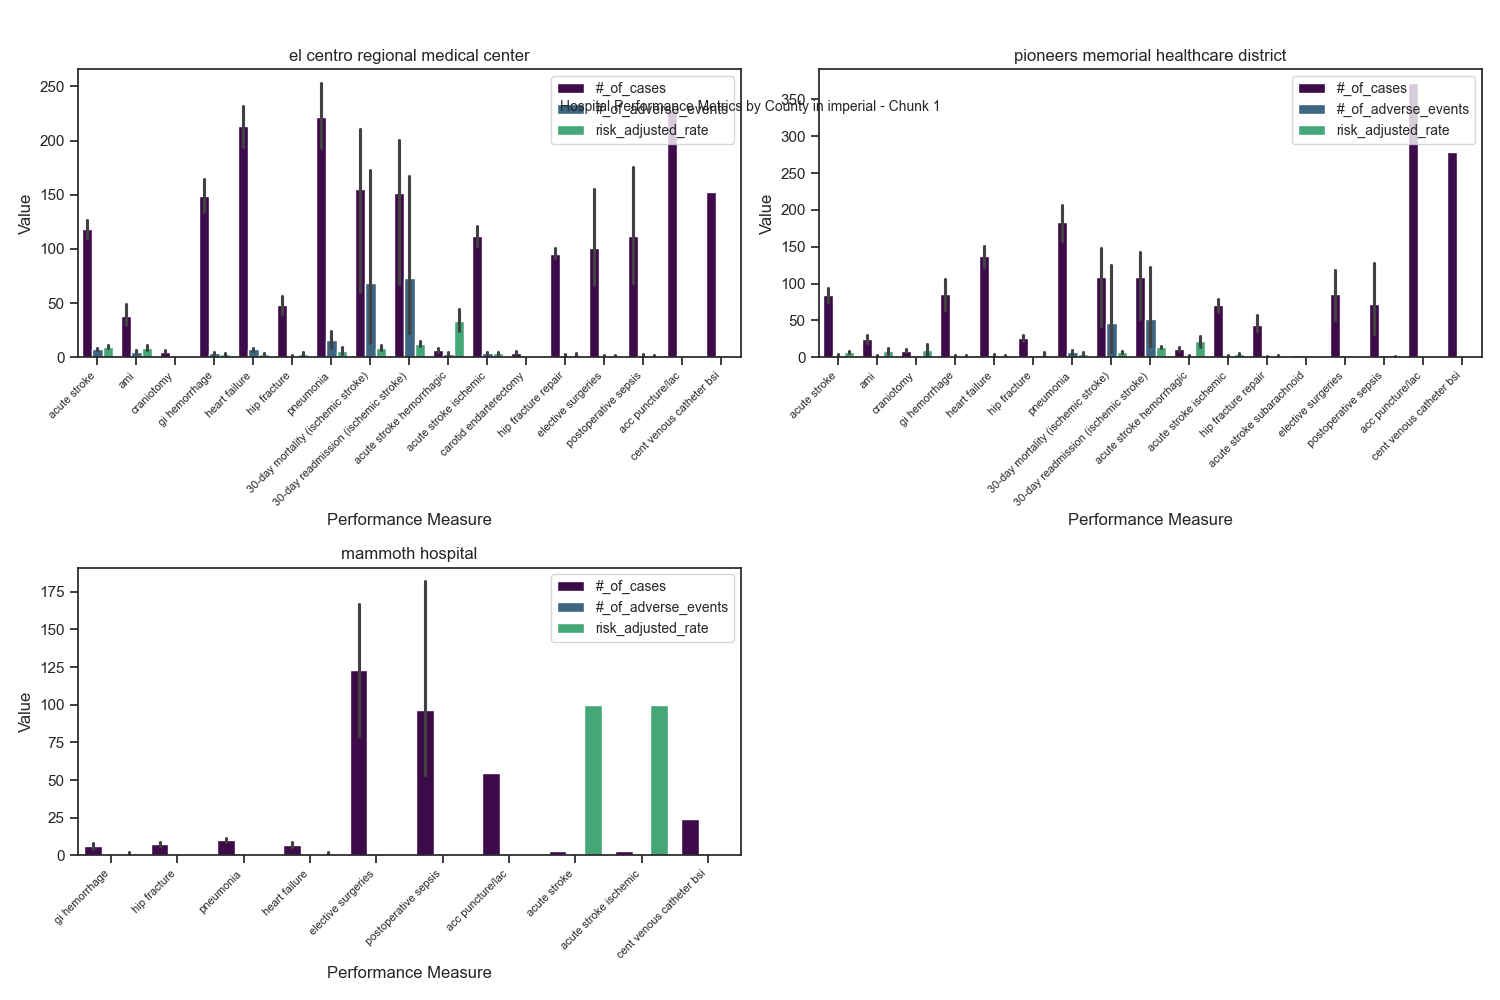 el centro regional medical center
pioneers memorial healthcare district
Hospital Performance Metrics by County in imperial - Chunk 1
#_of_cases
#_of_adverse_events
risk_adjusted_rate
250
200
150
100
50
0
Value
acute stroke
ami
craniotomy
gi hemorrhage
heart failure
hip fracture
pneumonia
30-day mortality (ischemic stroke)
30-day readmission (ischemic stroke)
acute stroke hemorrhagic
acute stroke ischemic
carotid endarterectomy
hip fracture repair
elective surgeries
postoperative sepsis
acc puncture/lac
cent venous catheter bsi
Performance Measure
#_of_cases
#_of_adverse_events
risk_adjusted_rate
350
300
250
200
150
100
50
0
Value
acute stroke
ami
craniotomy
gi hemorrhage
heart failure
hip fracture
pneumonia
30-day mortality (ischemic stroke)
30-day readmission (ischemic stroke)
acute stroke hemorrhagic
acute stroke ischemic
hip fracture repair
acute stroke subarachnoid
elective surgeries
postoperative sepsis
acc puncture/lac
cent venous catheter bsi
Performance Measure
mammoth hospital
#_of_cases
#_of_adverse_events
risk_adjusted_rate
175
150
125
100
75
50
25
0
Value
gi hemorrhage
hip fracture
pneumonia
heart failure
elective surgeries
postoperative sepsis
acc puncture/lac
acute stroke
acute stroke ischemic
cent venous catheter bsi
Performance Measure